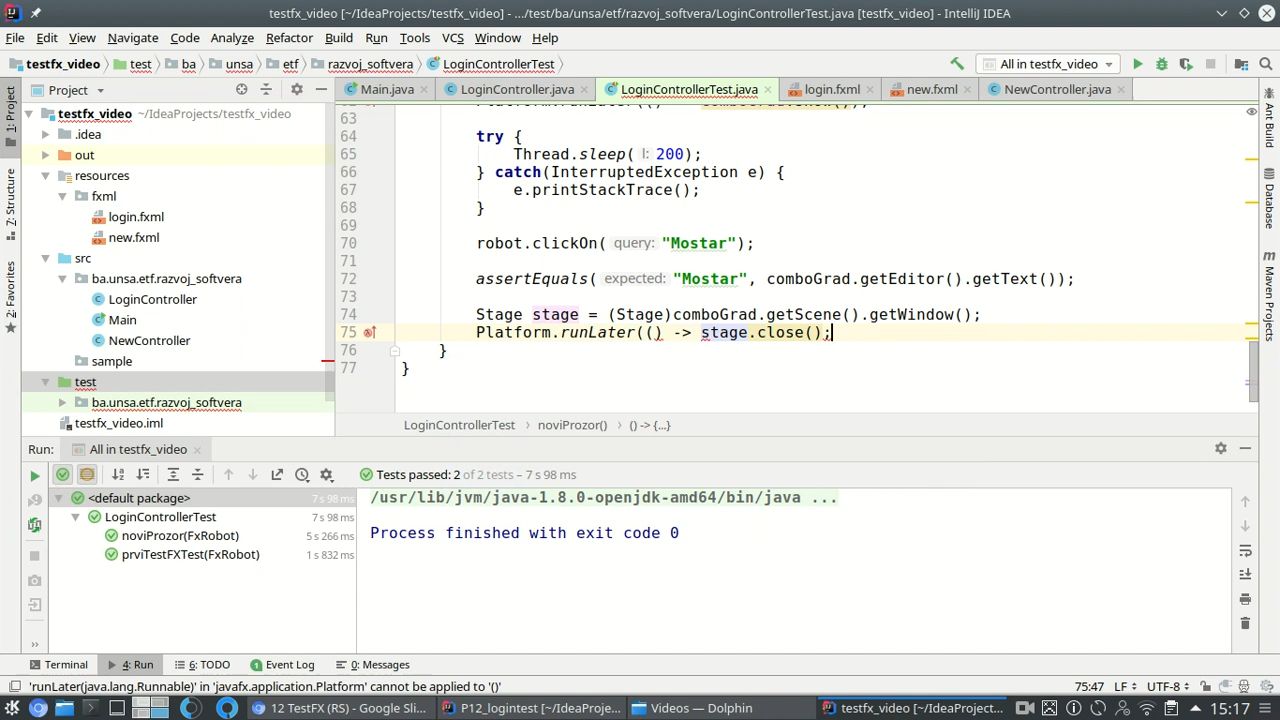 testfx_video [~/IdeaProjects/testfx_video] – .../test/ba/unsa/etf/razvoj_softvera/LoginControllerTest.java [testfx_video] - IntelliJ IDEA
File Edit View Navigate Code Analyze Refactor Build Run Tools VCS Window Help
testfx_video test ba unsa etf razvoj_softvera LoginControllerTest All in testfx_video
1: Project
Z: Structure
2: Favorites
Project
Main.java LoginController.java LoginControllerTest.java login.fxml new.fxml NewController.java
testfx_video ~/IdeaProjects/testfx_video
.idea
out
resources
fxml
login.fxml
new.fxml
src
ba.unsa.etf.razvoj_softvera
LoginController
Main
NewController
sample
test
ba.unsa.etf.razvoj_softvera
testfx_video.iml
63
64 try {
65 Thread.sleep( l: 200);
66 } catch(InterruptedException e) {
67 e.printStackTrace();
68 }
69
70 robot.clickOn( query: "Mostar");
71
72 assertEquals( expected: "Mostar", comboGrad.getEditor().getText());
73
74 Stage stage = (Stage)comboGrad.getScene().getWindow();
75 Platform.runLater(() -> stage.close();
76 }
77 }
LoginControllerTest › noviProzor() › () -> {...}
Ant Build
Database
Maven Projects
Run: All in testfx_video
Tests passed: 2 of 2 tests – 7 s 98 ms
<default package> 7 s 98 ms
LoginControllerTest 7 s 98 ms
noviProzor(FxRobot) 5 s 266 ms
prviTestFXTest(FxRobot) 1 s 832 ms
/usr/lib/jvm/java-1.8.0-openjdk-amd64/bin/java ...
Process finished with exit code 0
Terminal 4: Run 6: TODO Event Log 0: Messages
'runLater(java.lang.Runnable)' in 'javafx.application.Platform' cannot be applied to '()' 75:47 LF UTF-8
12 TestFX (RS) - Google Sli... P12_logintest [~/IdeaProje... Videos — Dolphin testfx_video [~/IdeaProject... 15:17